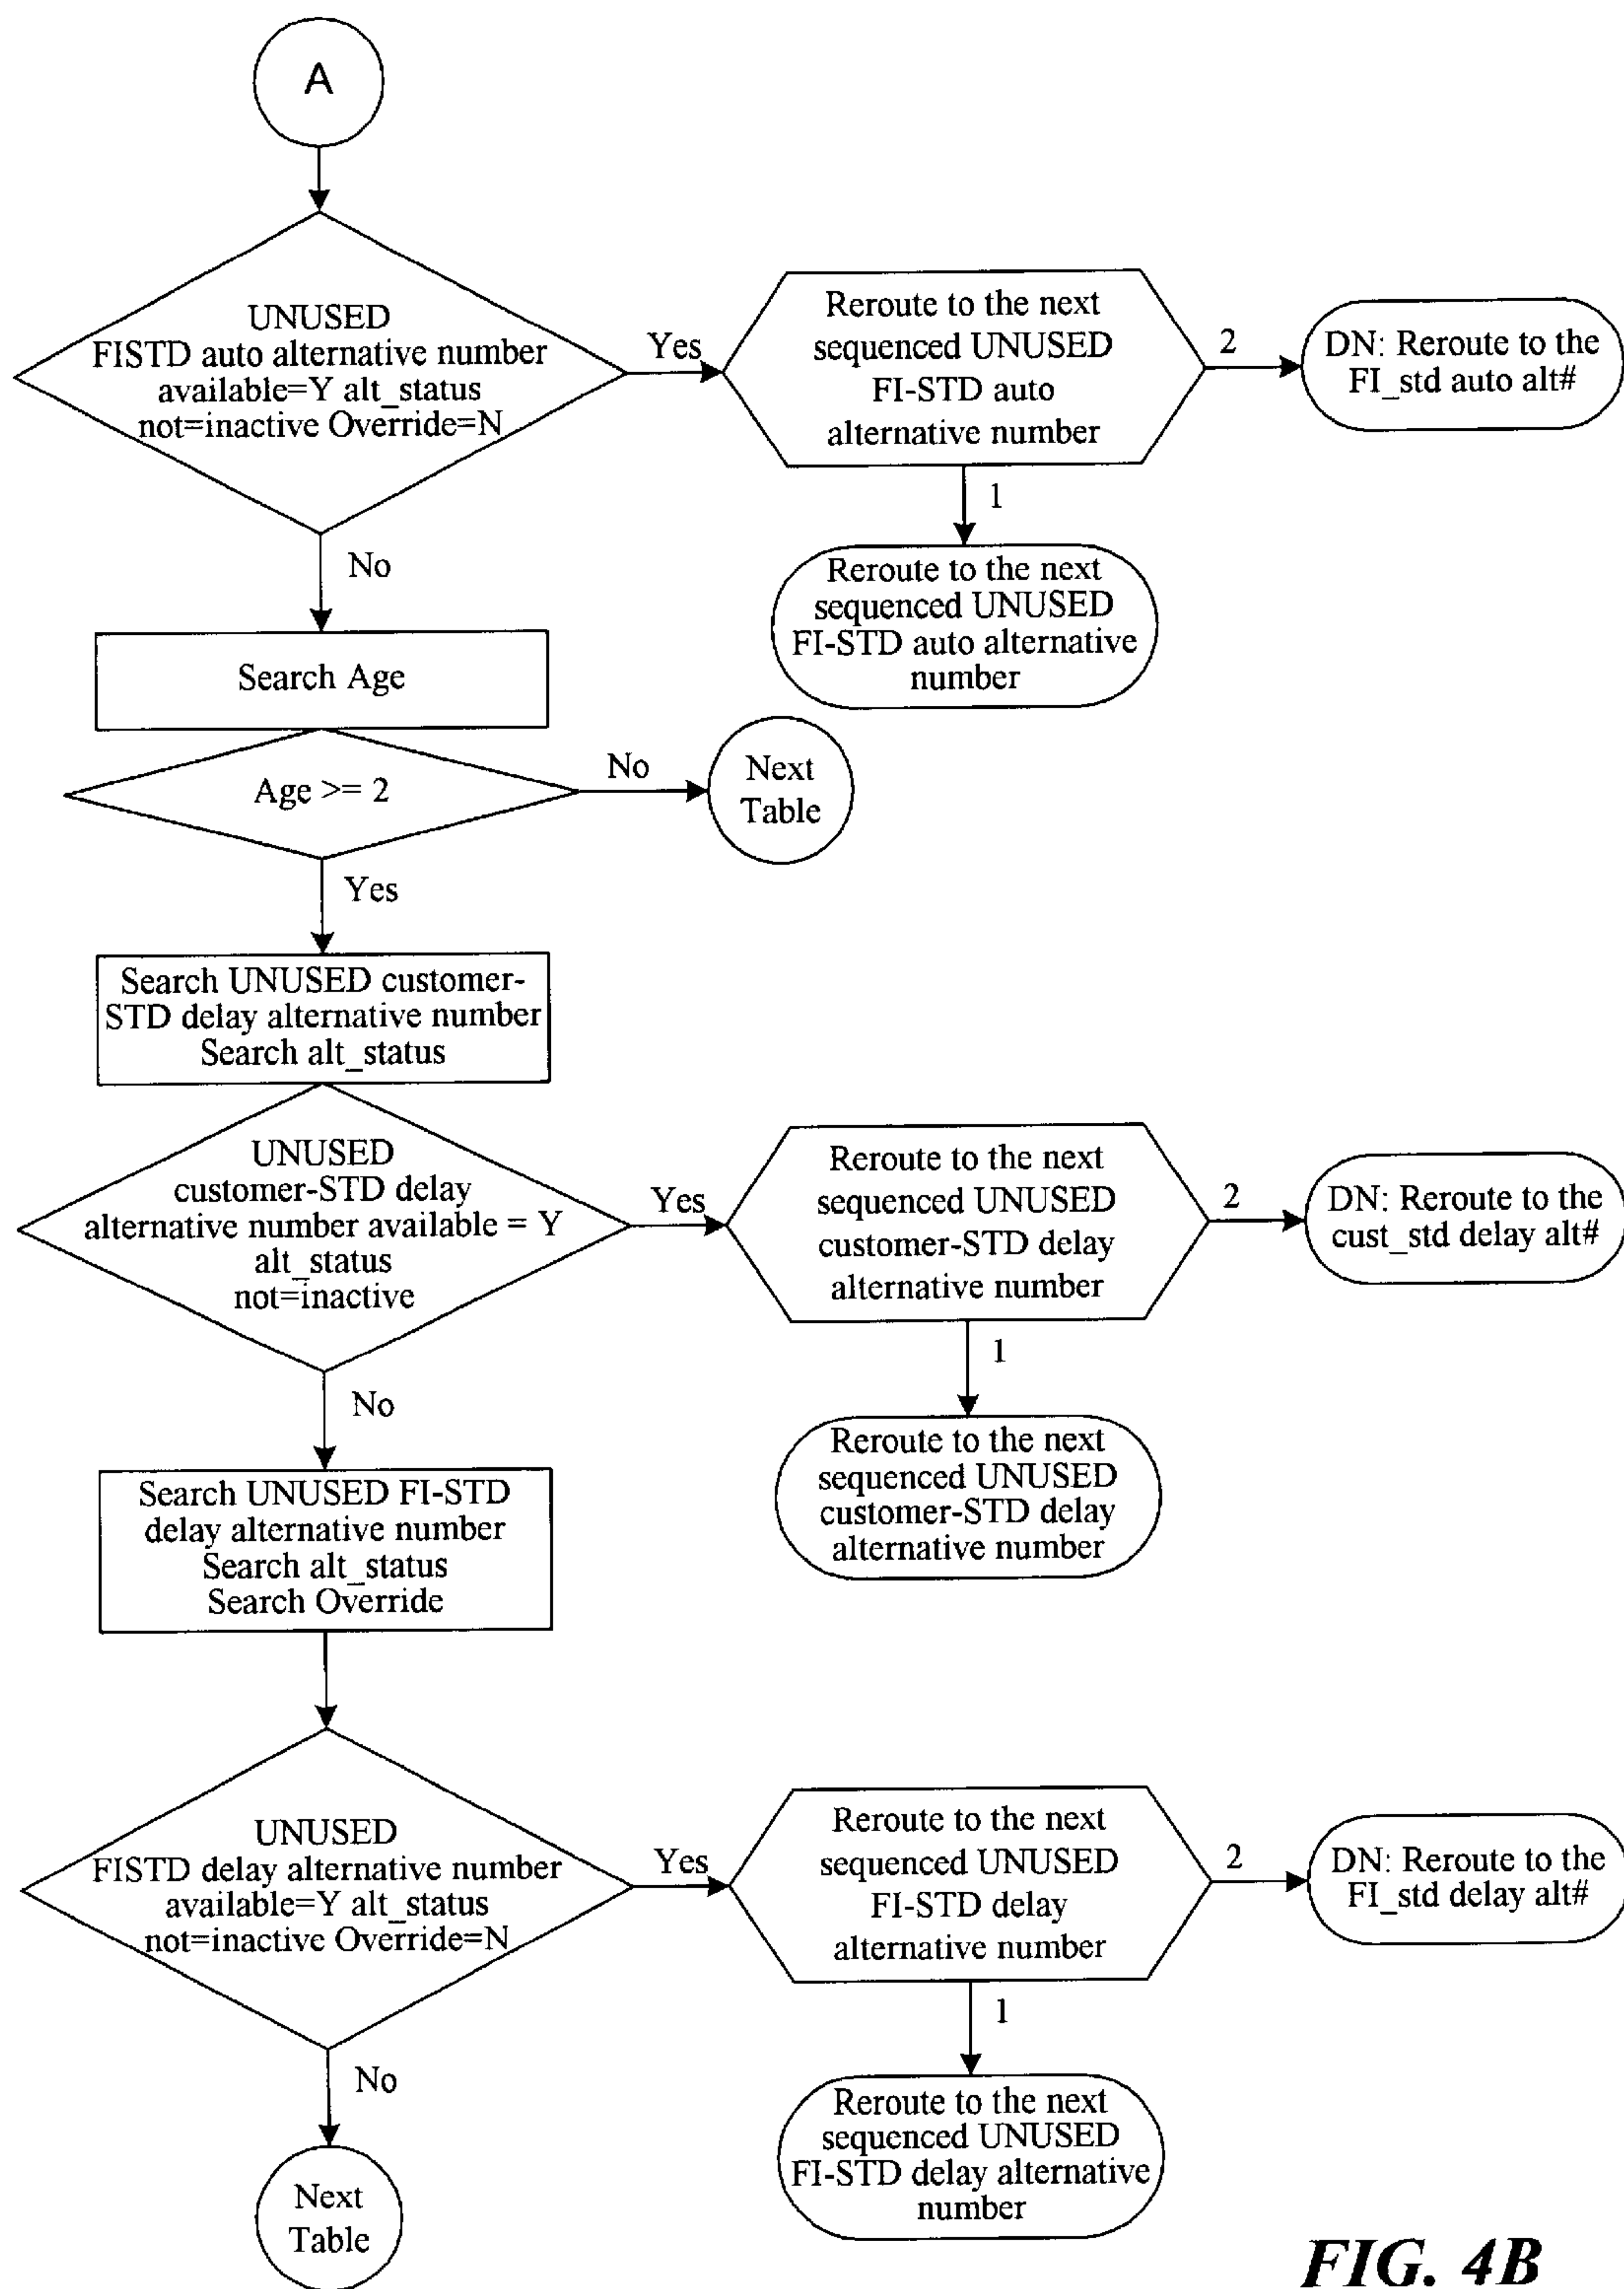 A
UNUSED
FISTD auto alternative number
available=Y alt_status
not=inactive Override=N
Yes
Reroute to the next
sequenced UNUSED
FI-STD auto
alternative number
2
DN: Reroute to the
FI_std auto alt#
1
Reroute to the next
sequenced UNUSED
FI-STD auto alternative
number
No
Search Age
Age >= 2
No
Next
Table
Yes
Search UNUSED customer-
STD delay alternative number
Search alt_status
UNUSED
customer-STD delay
alternative number available = Y
alt_status
not=inactive
Yes
Reroute to the next
sequenced UNUSED
customer-STD delay
alternative number
2
DN: Reroute to the
cust_std delay alt#
1
Reroute to the next
sequenced UNUSED
customer-STD delay
alternative number
No
Search UNUSED FI-STD
delay alternative number
Search alt_status
Search Override
UNUSED
FISTD delay alternative number
available=Y alt_status
not=inactive Override=N
Yes
Reroute to the next
sequenced UNUSED
FI-STD delay
alternative number
2
DN: Reroute to the
FI_std delay alt#
1
Reroute to the next
sequenced UNUSED
FI-STD delay alternative
number
No
Next
Table
FIG. 4B